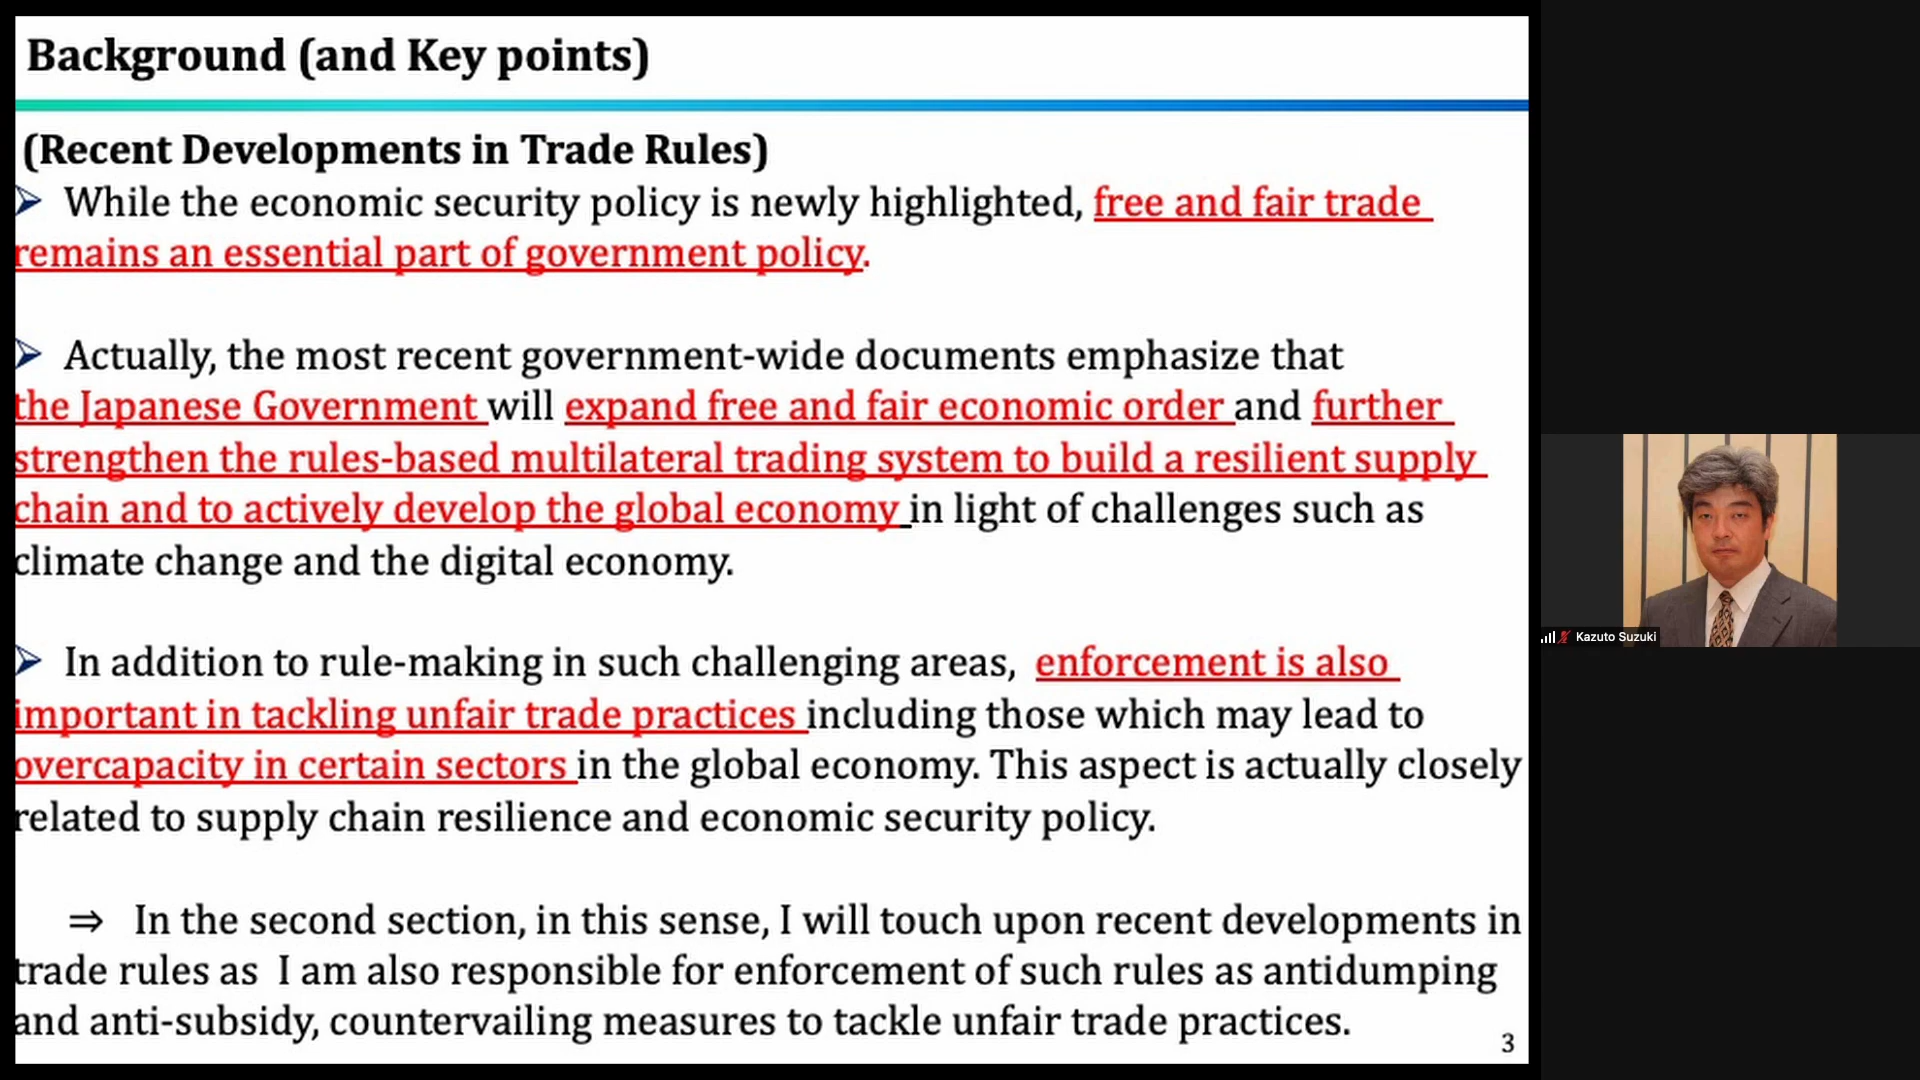 Background (and Key points)
(Recent Developments in Trade Rules)
➢ While the economic security policy is newly highlighted, free and fair trade
remains an essential part of government policy.
➢ Actually, the most recent government-wide documents emphasize that
the Japanese Government will expand free and fair economic order and further
strengthen the rules-based multilateral trading system to build a resilient supply
chain and to actively develop the global economy in light of challenges such as
climate change and the digital economy.
➢ In addition to rule-making in such challenging areas, enforcement is also
important in tackling unfair trade practices including those which may lead to
overcapacity in certain sectors in the global economy. This aspect is actually closely
related to supply chain resilience and economic security policy.
⇒ In the second section, in this sense, I will touch upon recent developments in
trade rules as I am also responsible for enforcement of such rules as antidumping
and anti-subsidy, countervailing measures to tackle unfair trade practices.
3
Kazuto Suzuki